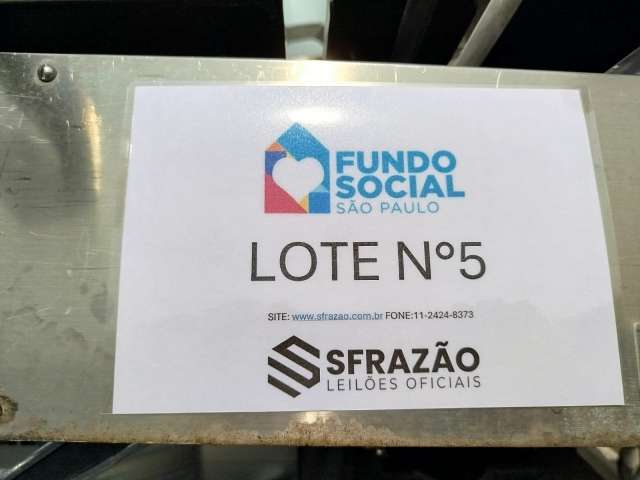 FUNDO
SOCIAL
SÃO PAULO
LOTE Nº5
SITE: www.sfrazao.com.br FONE:11-2424-8373
SFRAZÃO
LEILÕES OFICIAIS